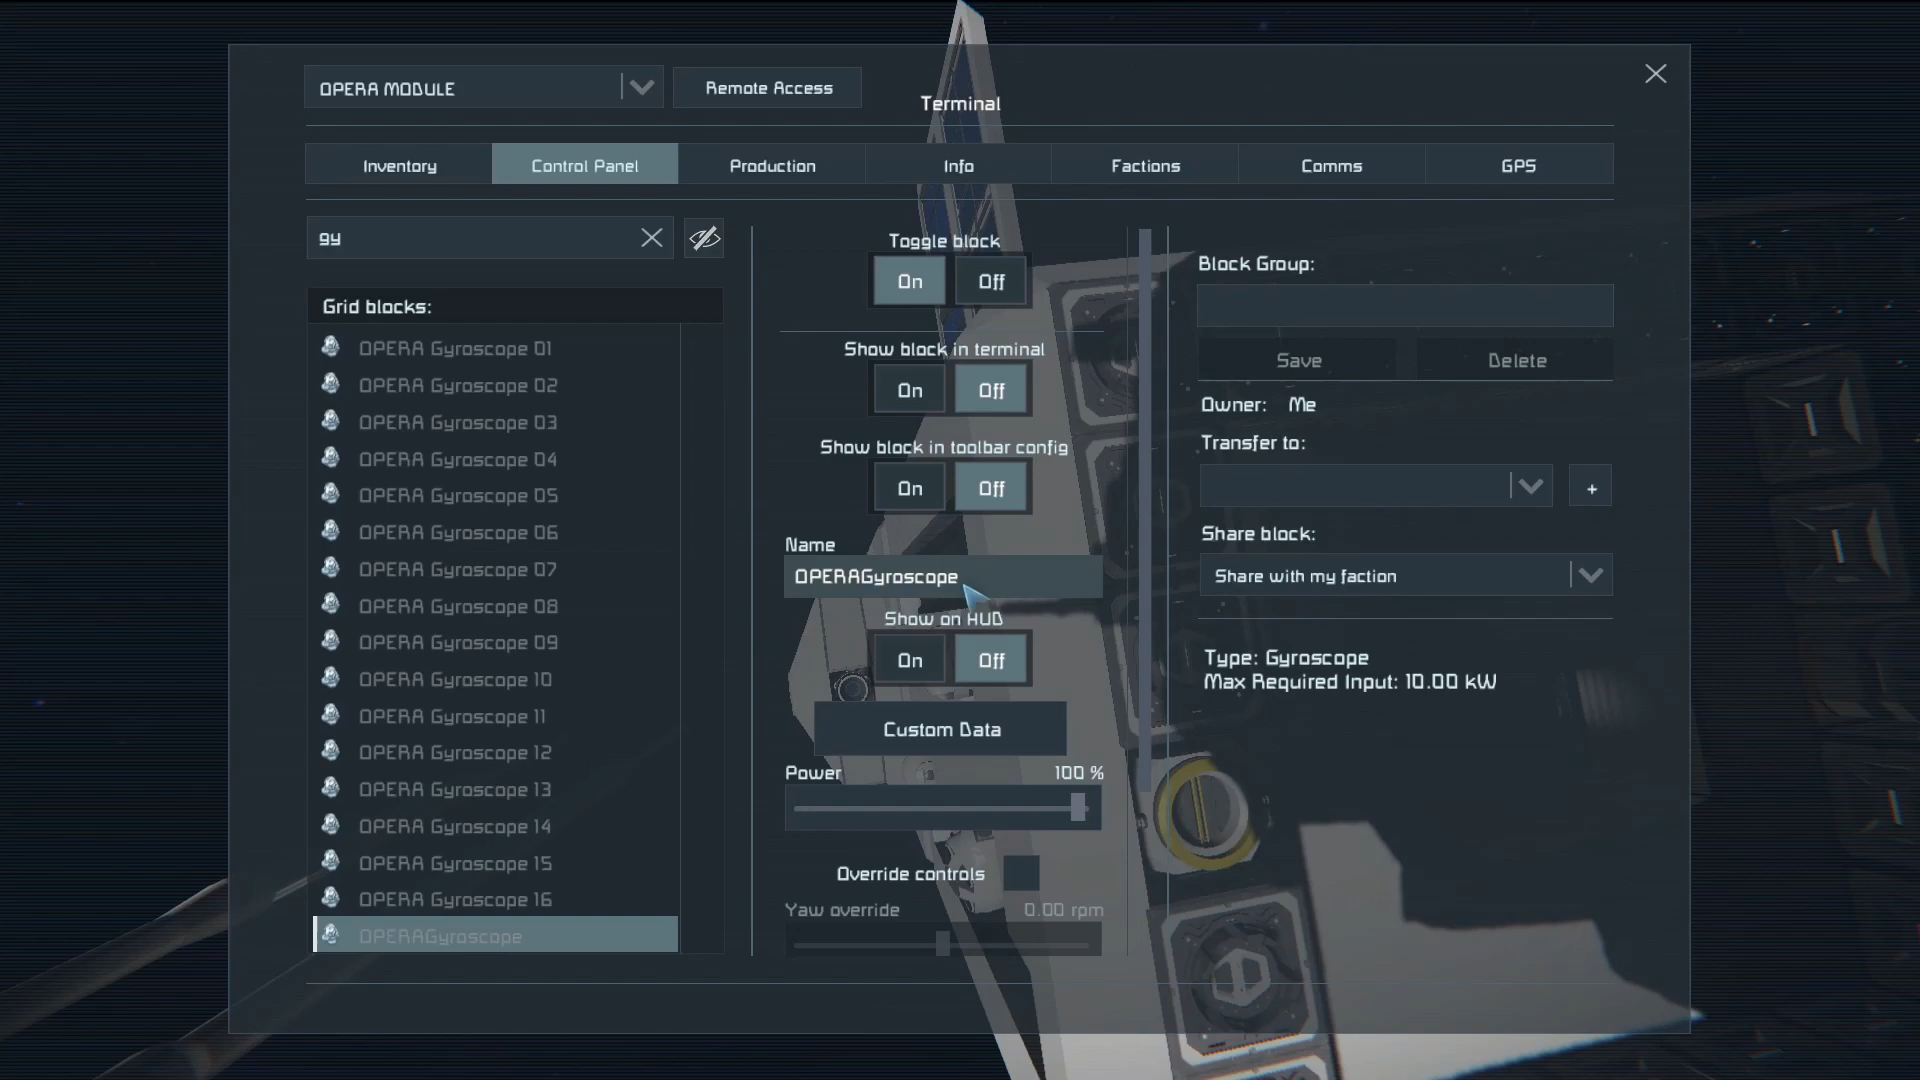 OPERA MODULE
Remote Access
Terminal
Inventory
Control Panel
Production
Info
Factions
Comms
GPS
gy
Grid blocks:
OPERA Gyroscope 01
OPERA Gyroscope 02
OPERA Gyroscope 03
OPERA Gyroscope 04
OPERA Gyroscope 05
OPERA Gyroscope 06
OPERA Gyroscope 07
OPERA Gyroscope 08
OPERA Gyroscope 09
OPERA Gyroscope 10
OPERA Gyroscope 11
OPERA Gyroscope 12
OPERA Gyroscope 13
OPERA Gyroscope 14
OPERA Gyroscope 15
OPERA Gyroscope 16
OPERAGyroscope
Toggle block
On Off
Show block in terminal
On Off
Show block in toolbar config
On Off
Name
OPERAGyroscope
Show on HUD
On Off
Custom Data
Power 100 %
Override controls
Yaw override 0.00 rpm
Block Group:
Save Delete
Owner: Me
Transfer to:
+
Share block:
Share with my faction
Type: Gyroscope
Max Required Input: 10.00 kW